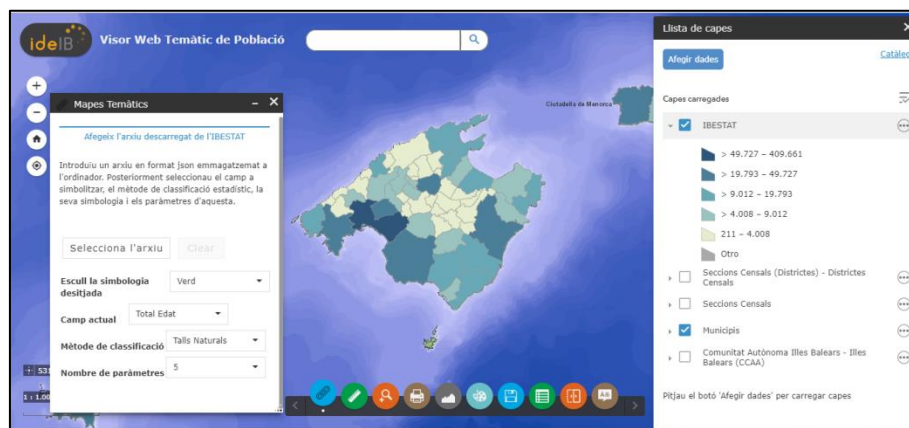 ideIB
Visor Web Temàtic de Població
Mapes Temàtics
Afegeix l'arxiu descarregat de l'IBESTAT
Introduïu un arxiu en format json emmagatzemat a
l'ordinador. Posteriorment seleccionau el camp a
simbolitzar, el mètode de classificació estadístic, la
seva simbologia i els paràmetres d'aquesta.
Selecciona l'arxiu
Clear
Escull la simbologia
desitjada
Verd
Camp actual
Total Edat
Mètode de classificació
Talls Naturals
Nombre de paràmetres
5
Ciutadella de Menorca
Llista de capes
Afegir dades
Catàleg
Capes carregades
IBESTAT
> 49.727 – 409.661
> 19.793 – 49.727
> 9.012 – 19.793
> 4.008 – 9.012
211 – 4.008
Otro
Seccions Censals (Districtes) - Districtes
Censals
Seccions Censals
Municipis
Comunitat Autònoma Illes Balears - Illes
Balears (CCAA)
Pitjau el botó 'Afegir dades' per carregar capes